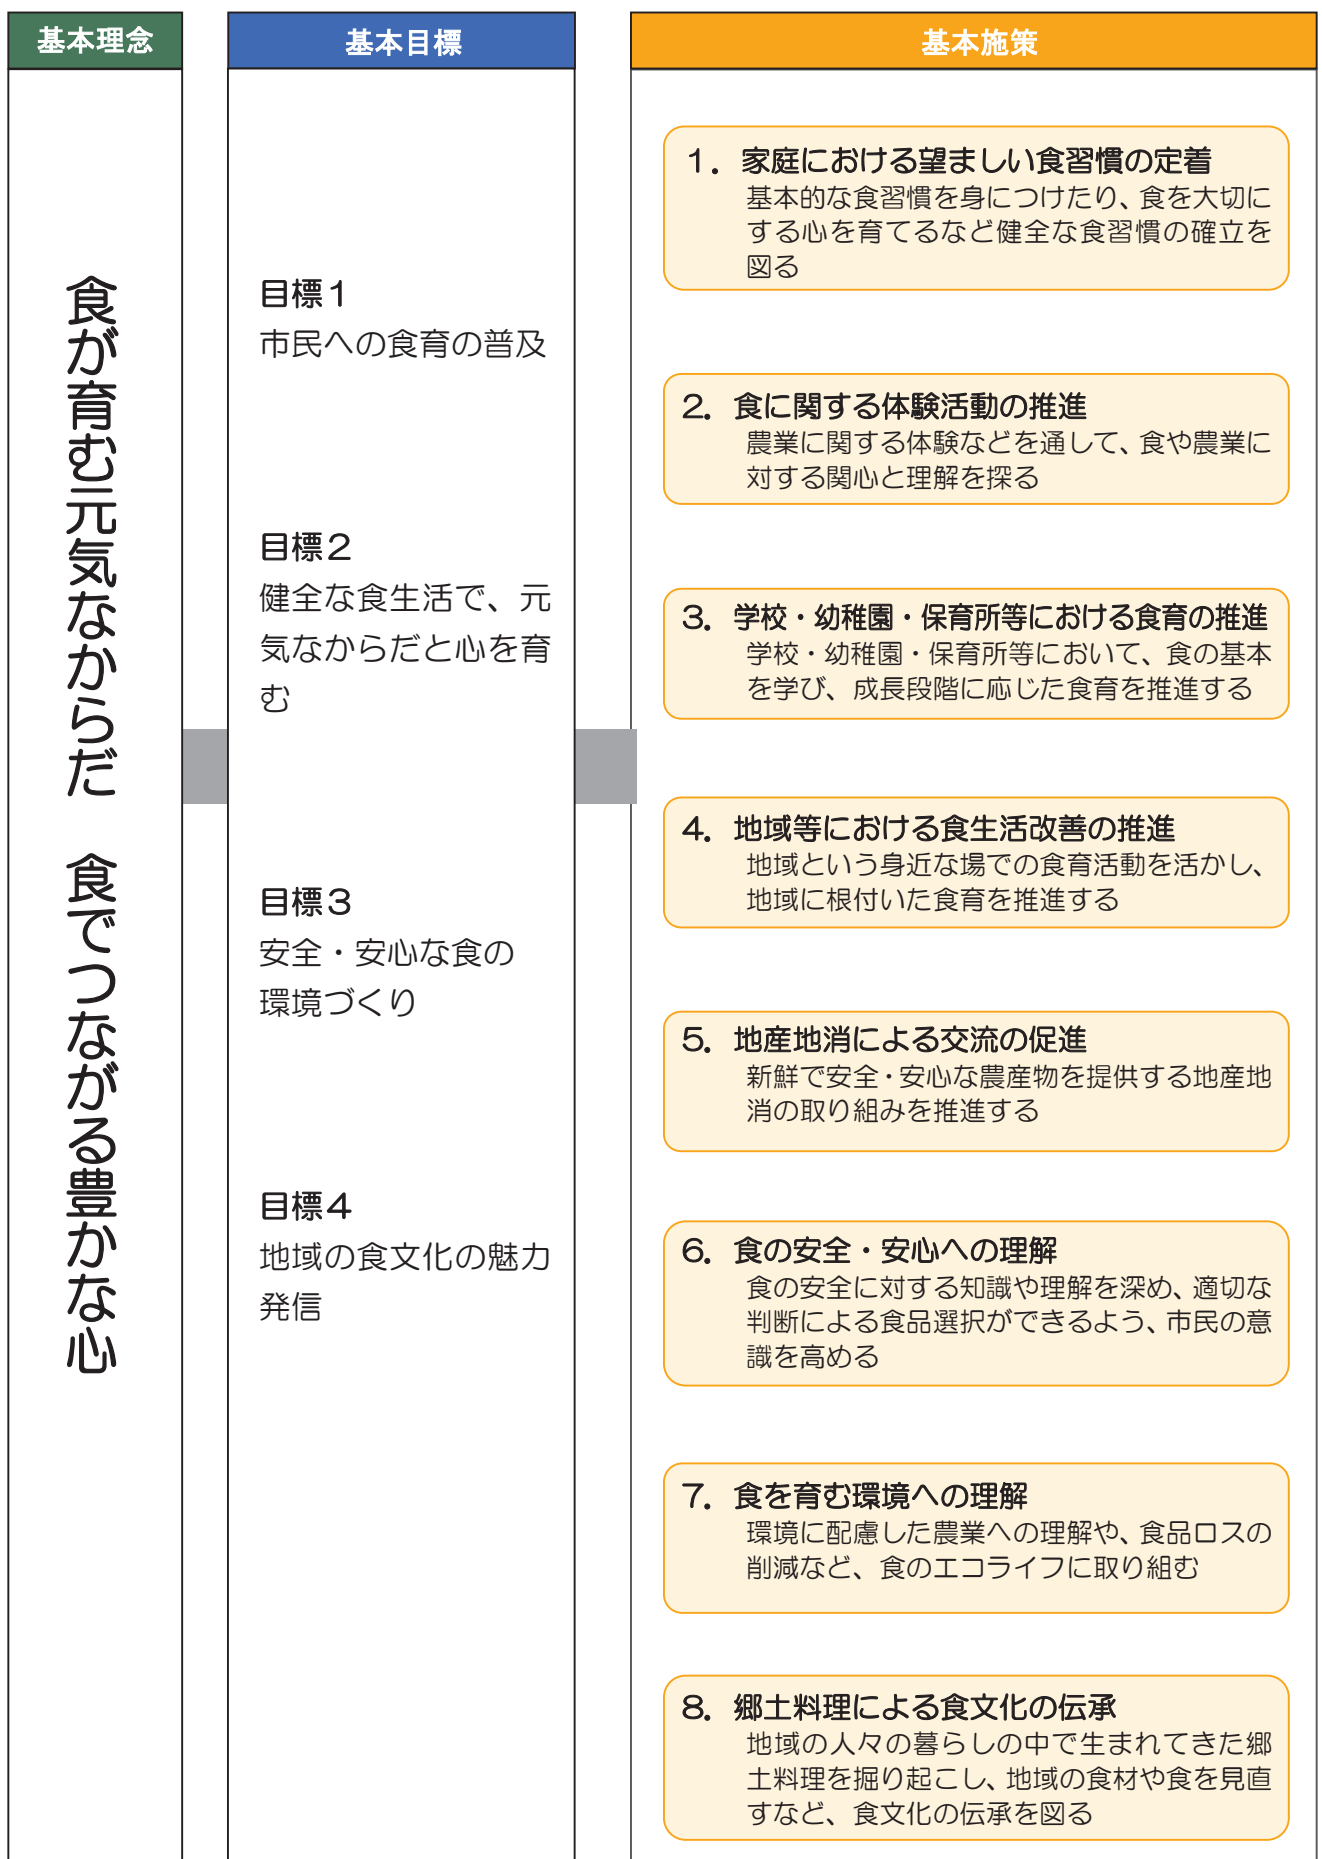 基本理念
食が育む元気なからだ　食でつながる豊かな心
基本目標
目標１
市民への食育の普及
目標２
健全な食生活で、元
気なからだと心を育
む
目標３
安全・安心な食の
環境づくり
目標４
地域の食文化の魅力
発信
基本施策
１．家庭における望ましい食習慣の定着
基本的な食習慣を身につけたり、食を大切に
する心を育てるなど健全な食習慣の確立を
図る
２．食に関する体験活動の推進
農業に関する体験などを通して、食や農業に
対する関心と理解を探る
３．学校・幼稚園・保育所等における食育の推進
学校・幼稚園・保育所等において、食の基本
を学び、成長段階に応じた食育を推進する
４．地域等における食生活改善の推進
地域という身近な場での食育活動を活かし、
地域に根付いた食育を推進する
５．地産地消による交流の促進
新鮮で安全・安心な農産物を提供する地産地
消の取り組みを推進する
６．食の安全・安心への理解
食の安全に対する知識や理解を深め、適切な
判断による食品選択ができるよう、市民の意
識を高める
７．食を育む環境への理解
環境に配慮した農業への理解や、食品ロスの
削減など、食のエコライフに取り組む
８．郷土料理による食文化の伝承
地域の人々の暮らしの中で生まれてきた郷
土料理を掘り起こし、地域の食材や食を見直
すなど、食文化の伝承を図る